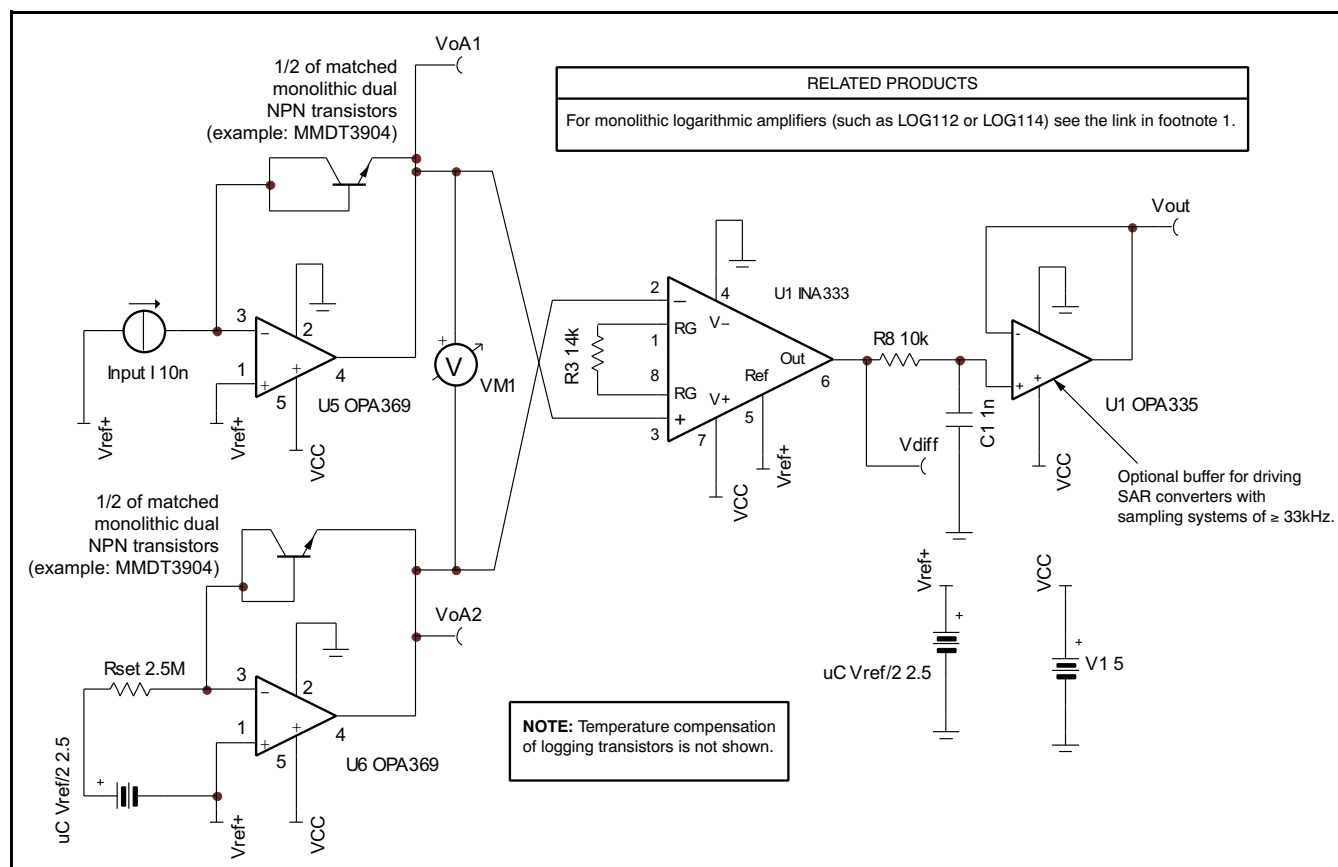 VoA1
1/2 of matched
monolithic dual
NPN transistors
(example: MMDT3904)
RELATED PRODUCTS
For monolithic logarithmic amplifiers (such as LOG112 or LOG114) see the link in footnote 1.
Vout
2
4
U1 INA333
−
V−
RG
1
R3 14k
8
RG
Out
6
Ref
V+
+
3
7
5
VCC
Vref+
R8 10k
Vdiff
C1 1n
-
+
+
U1 OPA335
VCC
Optional buffer for driving
SAR converters with
sampling systems of ≥ 33kHz.
3
−
2
Input I 10n
1
+
+
4
5
U5 OPA369
Vref+
Vref+
VCC
+
V
VM1
1/2 of matched
monolithic dual
NPN transistors
(example: MMDT3904)
VoA2
Rset 2.5M
3
−
2
1
+
+
4
5
U6 OPA369
uC Vref/2 2.5
+
Vref+
VCC
NOTE: Temperature compensation
of logging transistors is not shown.
Vref+
+
uC Vref/2 2.5
VCC
+
V1 5